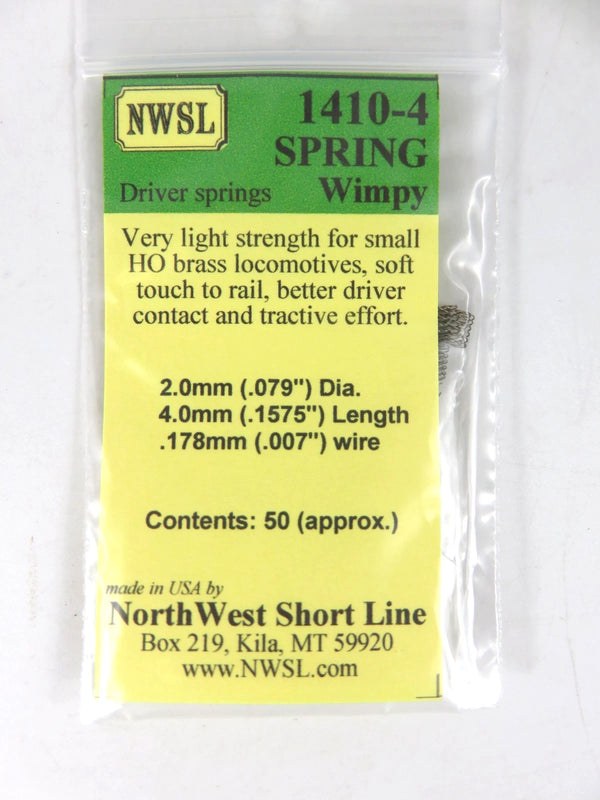 NWSL
1410-4
SPRING
Driver springs Wimpy
Very light strength for small
HO brass locomotives, soft
touch to rail, better driver
contact and tractive effort.
2.0mm (.079") Dia.
4.0mm (.1575") Length
.178mm (.007") wire
Contents: 50 (approx.)
made in USA by
NorthWest Short Line
Box 219, Kila, MT 59920
www.NWSL.com